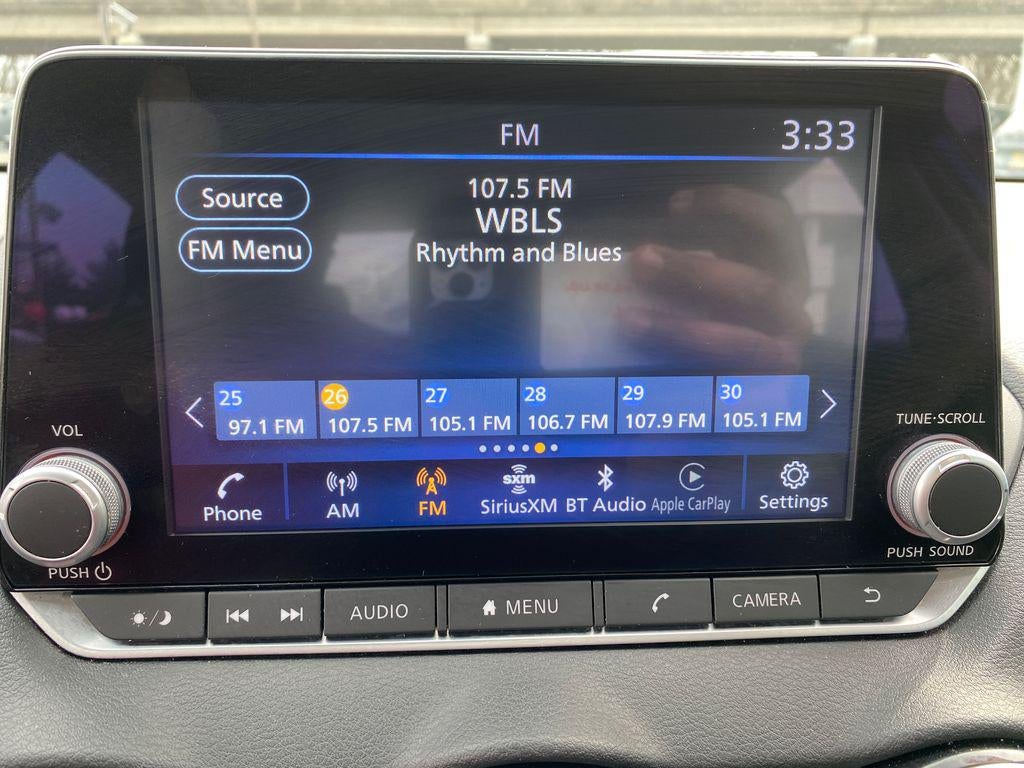 FM
3:33
Source
107.5 FM
WBLS
FM Menu
Rhythm and Blues
25 26 27 28 29 30
97.1 FM 107.5 FM 105.1 FM 106.7 FM 107.9 FM 105.1 FM
VOL
TUNE·SCROLL
Phone AM FM sxm SiriusXM BT Audio Apple CarPlay Settings
PUSH
PUSH SOUND
AUDIO MENU CAMERA